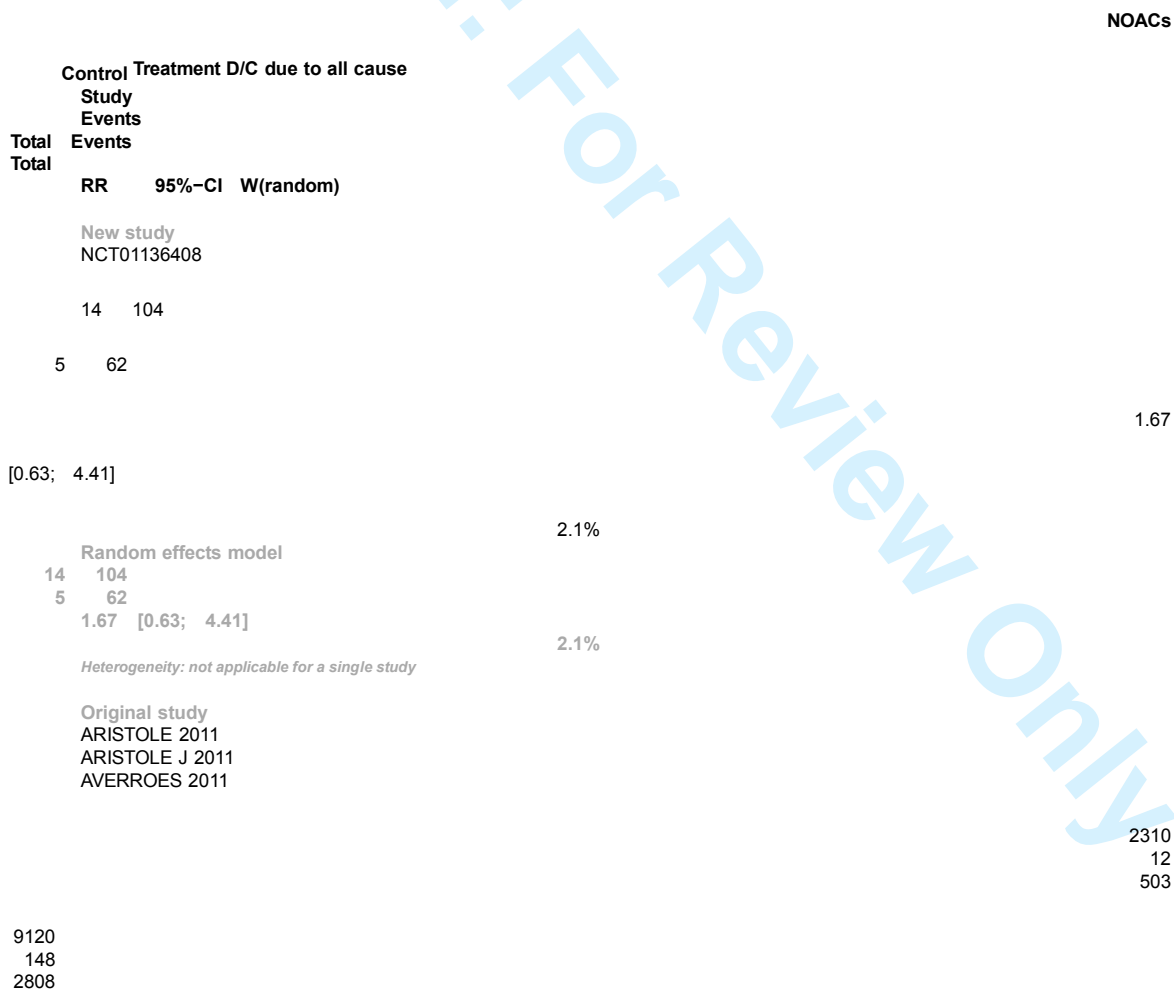 NOACs
Control Treatment D/C due to all cause
Study
Events
Total Events
Total
RR 95%−CI W(random)
New study
NCT01136408
14 104
5 62
1.67
[0.63; 4.41]
2.1%
Random effects model
14 104
5 62
1.67 [0.63; 4.41]
2.1%
Heterogeneity: not applicable for a single study
Original study
ARISTOLE 2011
ARISTOLE J 2011
AVERROES 2011
2310
12
503
9120
148
2808
: For Review Only